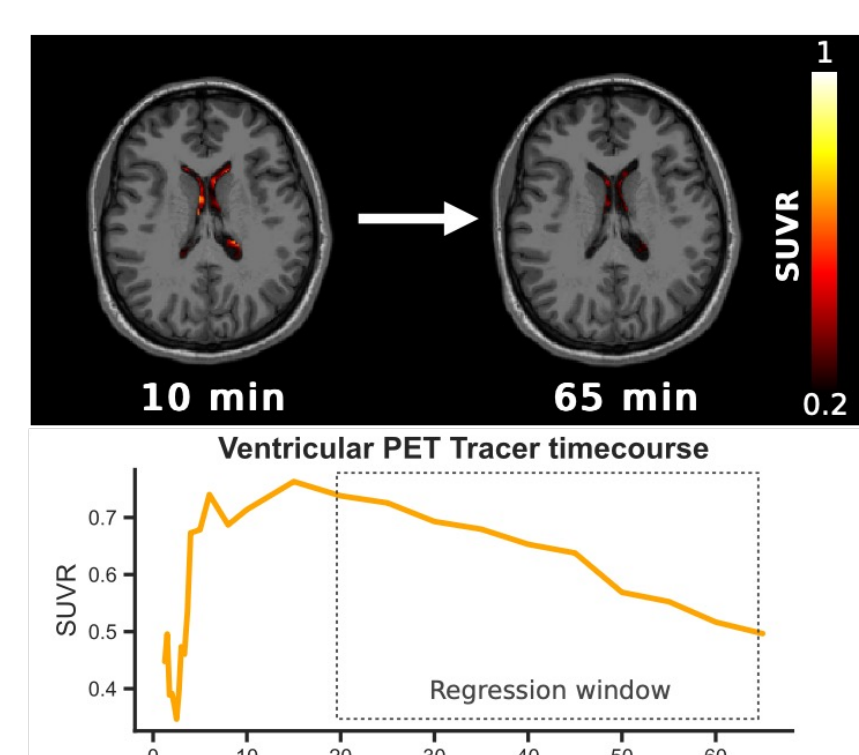 1
SUVR
0.2
10 min
65 min
Ventricular PET Tracer timecourse
0.7
0.6
0.5
0.4
SUVR
Regression window
0 10 20 30 40 50 60